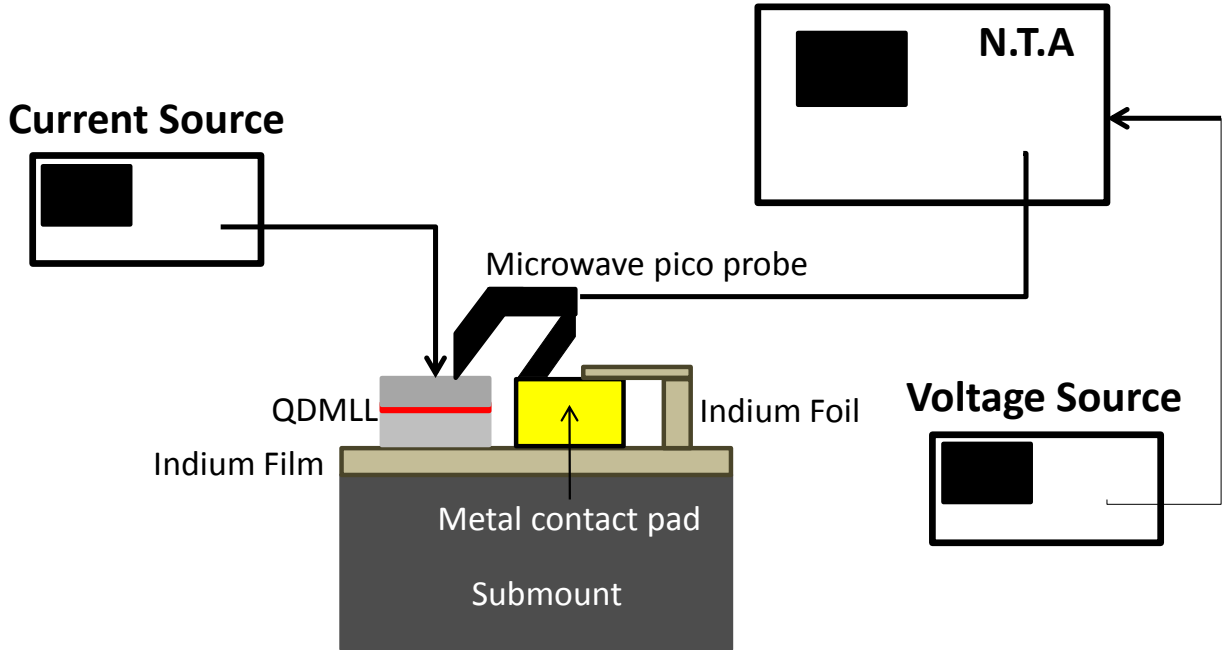 N.T.A
Current Source
Microwave pico probe
QDMLL
Indium Foil
Voltage Source
Indium Film
Metal contact pad
Submount